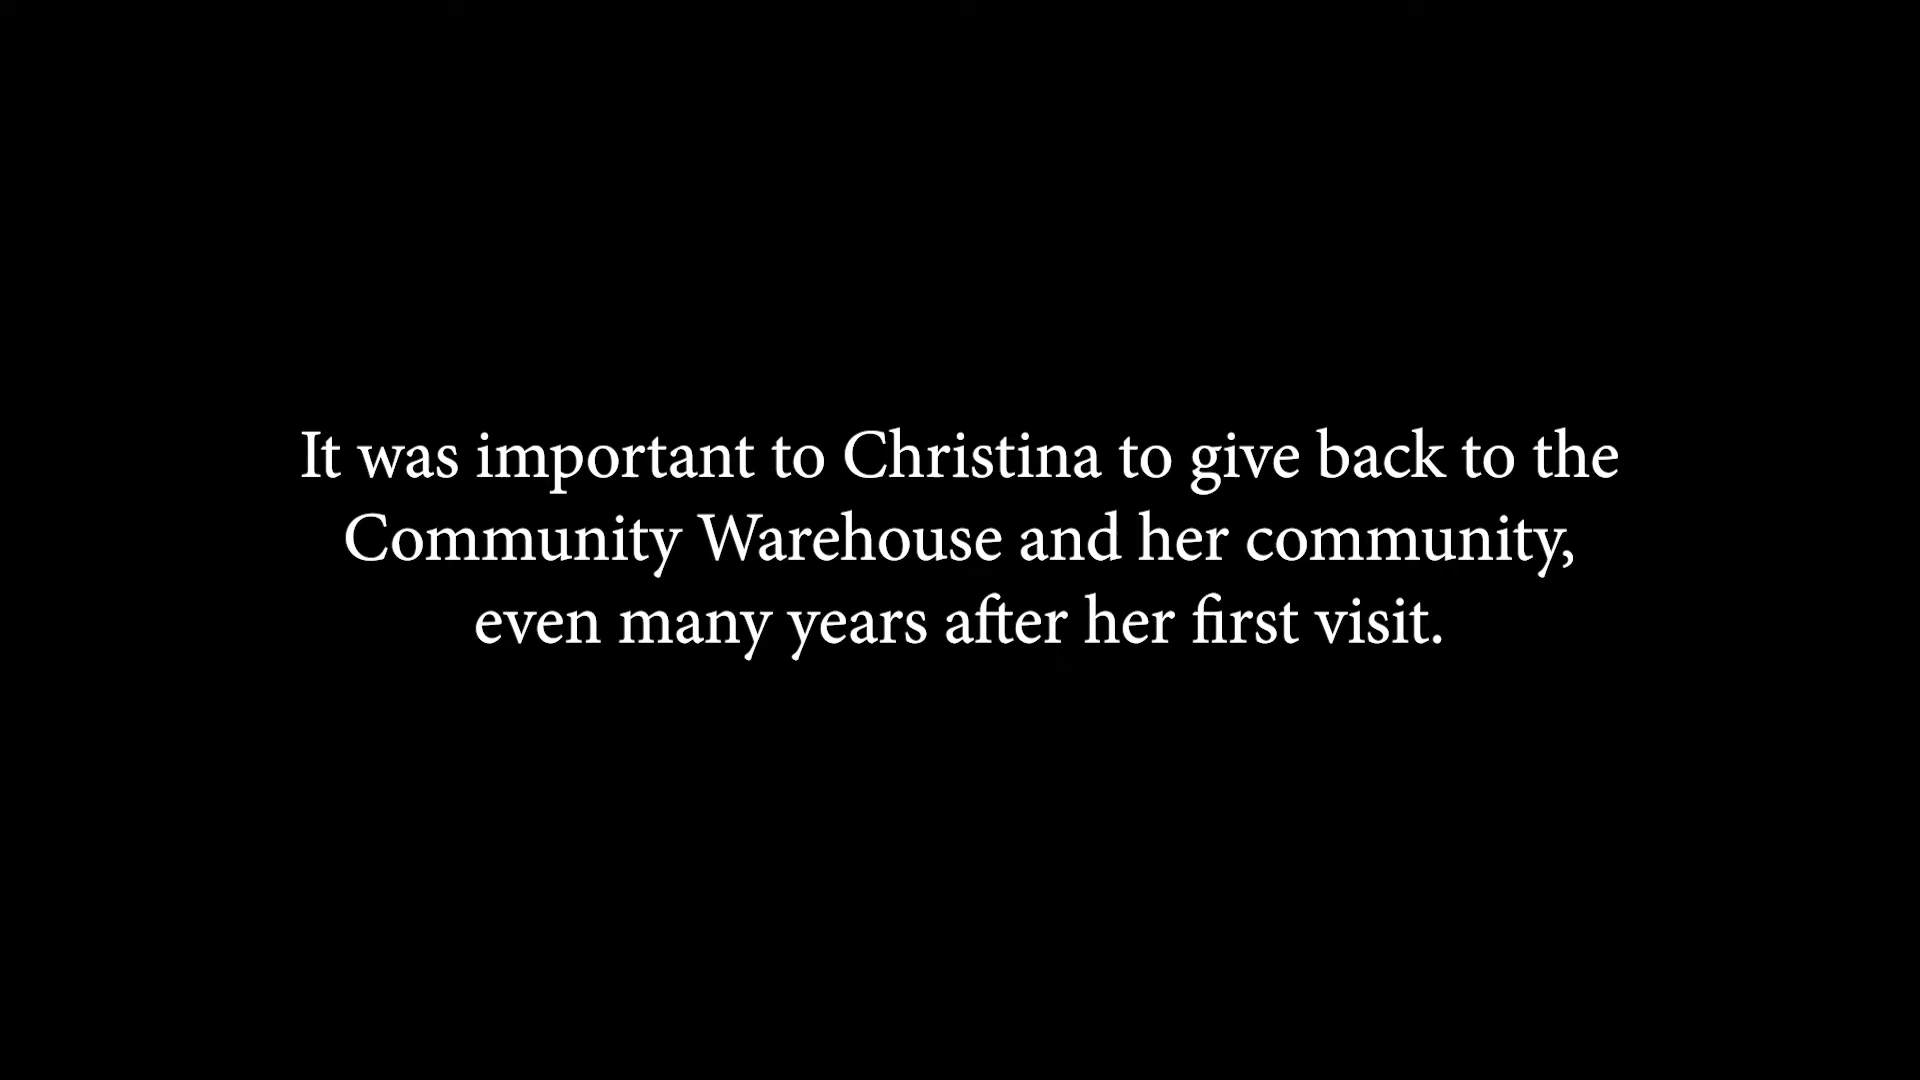 It was important to Christina to give back to the
Community Warehouse and her community,
even many years after her first visit.